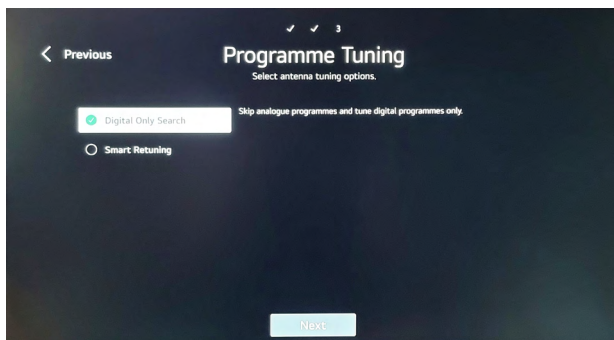 3
Previous
Programme Tuning
Select antenna tuning options.
Digital Only Search
Skip analogue programmes and tune digital programmes only.
Smart Retuning
Next